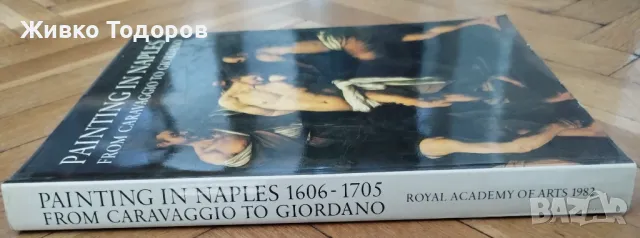 Живко Тодоров
PAINTING IN NAPLES
FROM CARAVAGGIO TO GIORDANO
PAINTING IN NAPLES 1606-1705
FROM CARAVAGGIO TO GIORDANO
ROYAL ACADEMY OF ARTS 1982
BAZAR